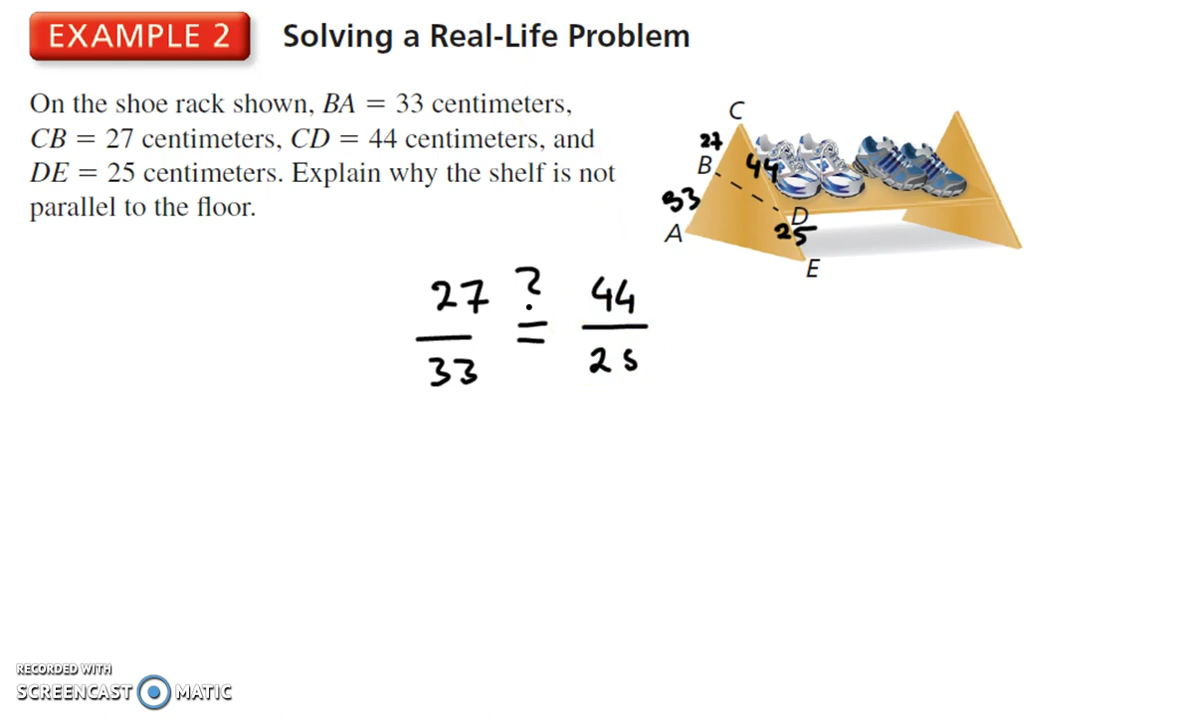 EXAMPLE 2 Solving a Real-Life Problem
On the shoe rack shown, BA = 33 centimeters,
CB = 27 centimeters, CD = 44 centimeters, and
DE = 25 centimeters. Explain why the shelf is not
parallel to the floor.
C
27
B 44
33
D
A 25
E
27 ? 44
=
33 25
RECORDED WITH
SCREENCAST MATIC